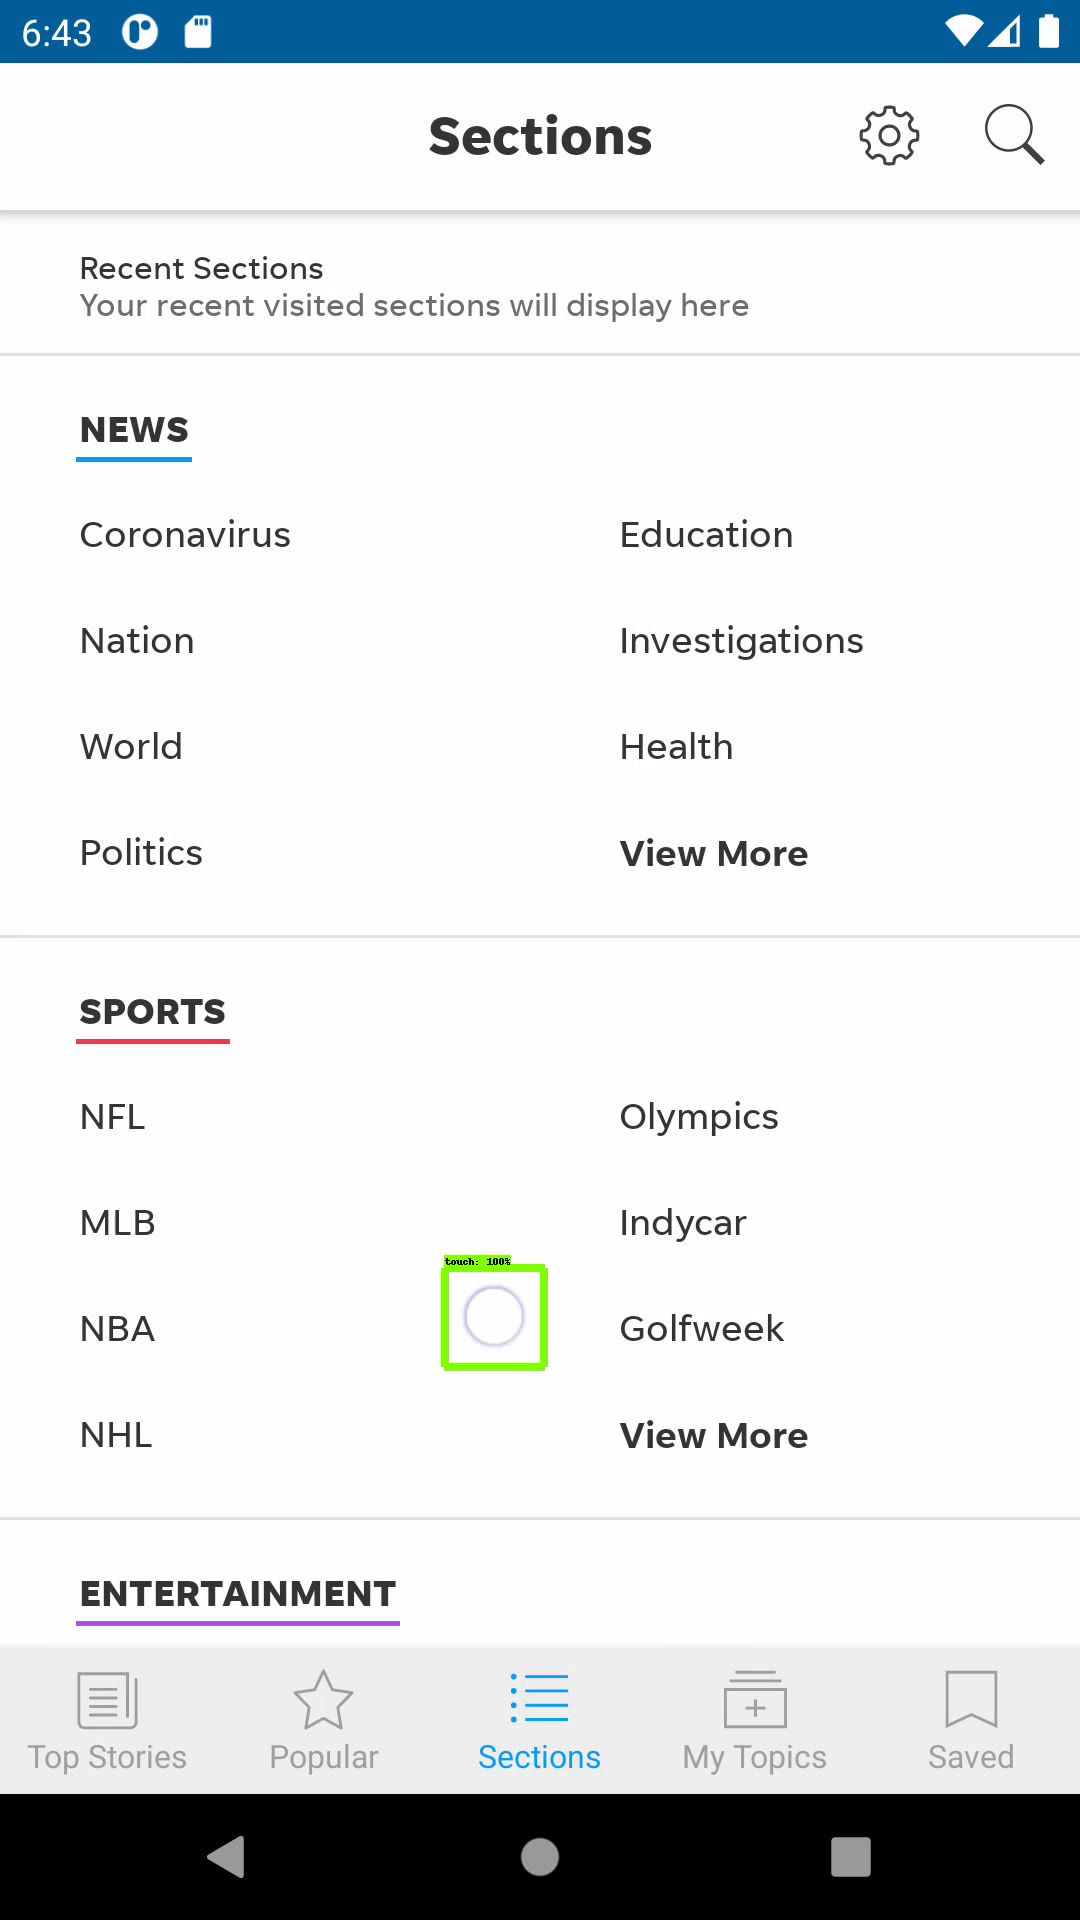 6:43
Sections
Recent Sections
Your recent visited sections will display here
NEWS
Coronavirus
Education
Nation
Investigations
World
Health
Politics
View More
SPORTS
NFL
Olympics
MLB
Indycar
touch: 100%
NBA
Golfweek
NHL
View More
ENTERTAINMENT
Top Stories
Popular
Sections
My Topics
Saved